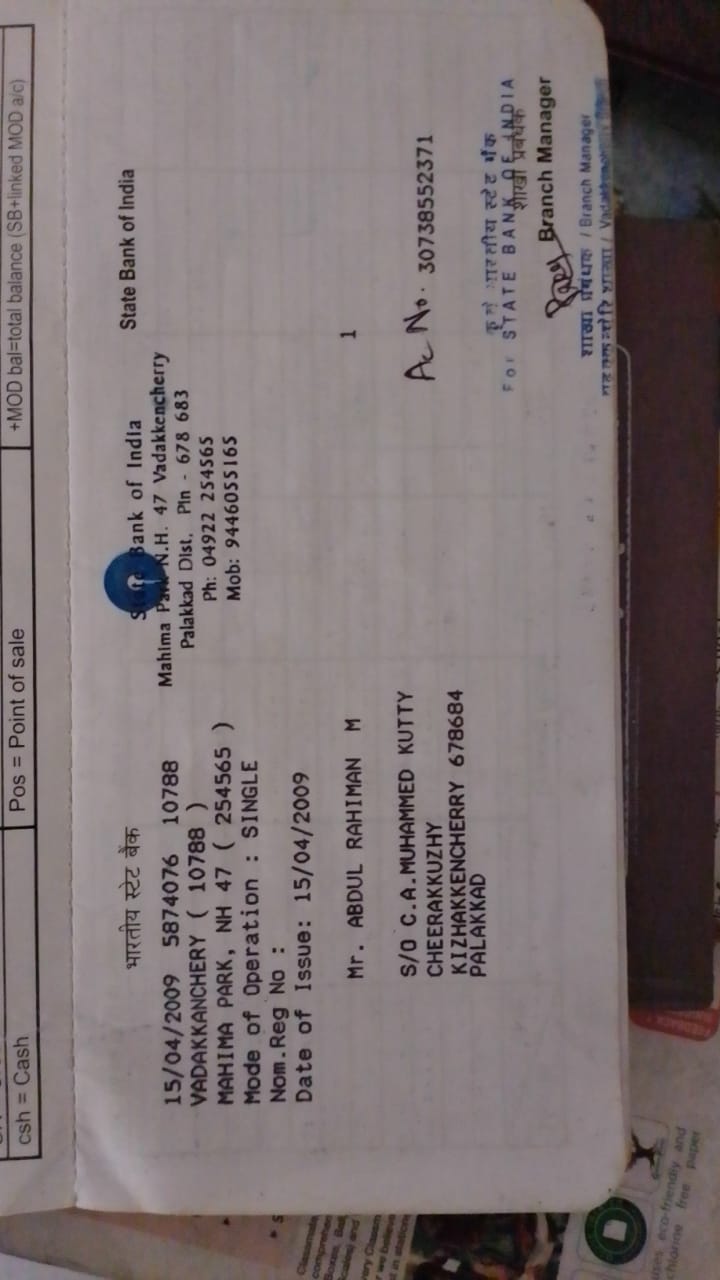 csh = Cash
Pos = Point of sale
+MOD bal=total balance (SB+linked MOD a/c)
भारतीय स्टेट बैंक
State Bank of India
State Bank of India
Mahima Park N.H. 47 Vadakkencherry
Palakkad Dist, Pin - 678 683
Ph: 04922 254565
Mob: 9446055165
15/04/2009 5874076 10788
VADAKKANCHERY ( 10788 )
MAHIMA PARK, NH 47 ( 254565 )
Mode of Operation : SINGLE
Nom.Reg No :
Date of Issue: 15/04/2009
Mr. ABDUL RAHIMAN M
1
S/O C.A.MUHAMMED KUTTY
CHEERAKKUZHY
KIZHAKKENCHERRY 678684
PALAKKAD
Ac No. 30738552371
कृते भारतीय स्टेट बैंक
For STATE BANK OF INDIA
शाखा प्रबंधक
Branch Manager
शाखा प्रबंधक / Branch Manager
शाखा / Vadakkencherry
uses eco-friendly and
chlorine free paper